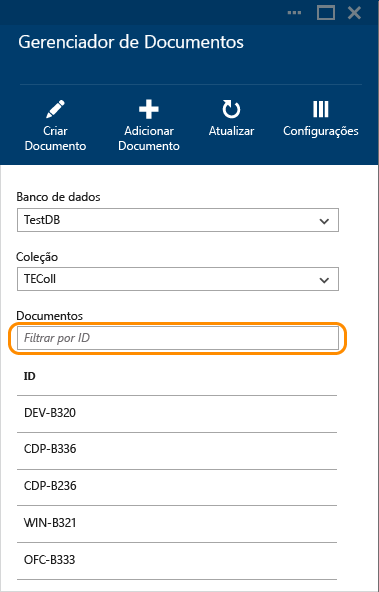 Gerenciador de Documentos
Criar
Documento
Adicionar
Documento
Atualizar
Configurações
Banco de dados
TestDB
Coleção
TEColl
Documentos
Filtrar por ID
ID
DEV-B320
CDP-B336
CDP-B236
WIN-B321
OFC-B333